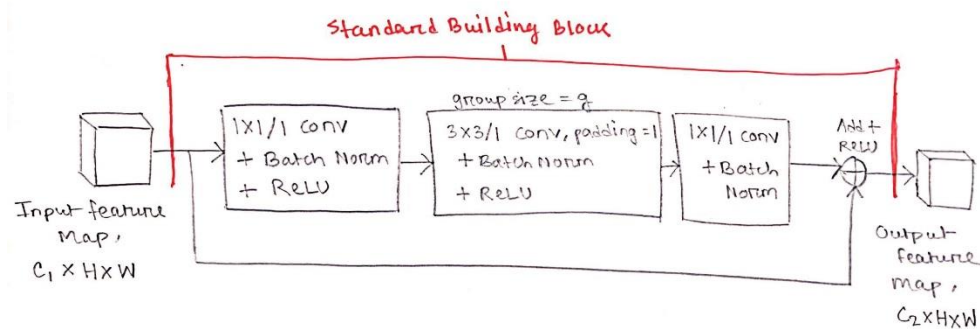 Standard Building Block
group size = g
1x1/1 conv
+ Batch Norm
+ ReLU
3x3/1 conv, padding=1
+ Batch Norm
+ ReLU
1x1/1 conv
+ Batch
Norm
Add +
ReLU
Input feature
Map,
C₁ x H x W
Output
feature
map,
C₂ x H x W